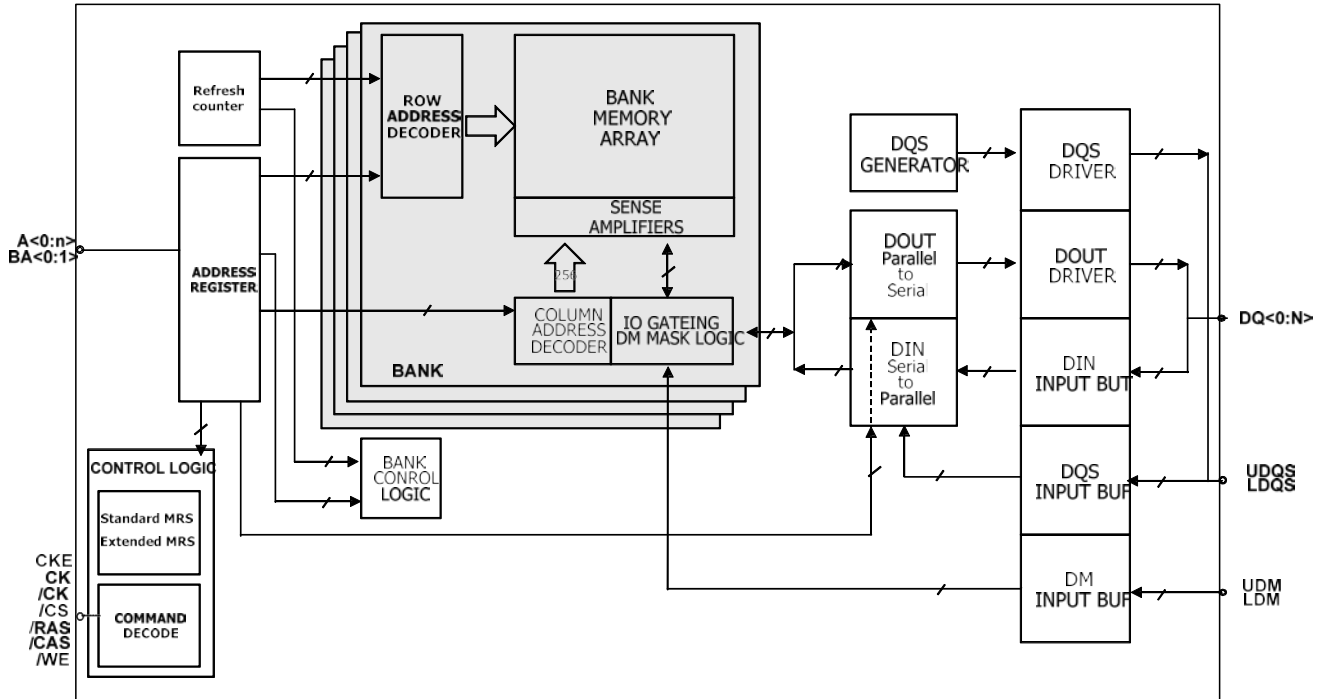 Refresh
counter
ROW
ADDRESS
DECODER
BANK
MEMORY
ARRAY
SENSE
AMPLIFIERS
256
COLUMN
ADDRESS
DECODER
IO GATEING
DM MASK LOGIC
BANK
A<0:n>
BA<0:1>
ADDRESS
REGISTER
DQS
GENERATOR
DQS
DRIVER
DOUT
Parallel
to
Serial
DOUT
DRIVER
DIN
Serial
to
Parallel
DIN
INPUT BUT
DQ<0:N>
CONTROL LOGIC
Standard MRS
Extended MRS
COMMAND
DECODE
BANK
CONROL
LOGIC
DQS
INPUT BUF
UDQS
LDQS
DM
INPUT BUF
UDM
LDM
CKE
CK
/CK
/CS
/RAS
/CAS
/WE